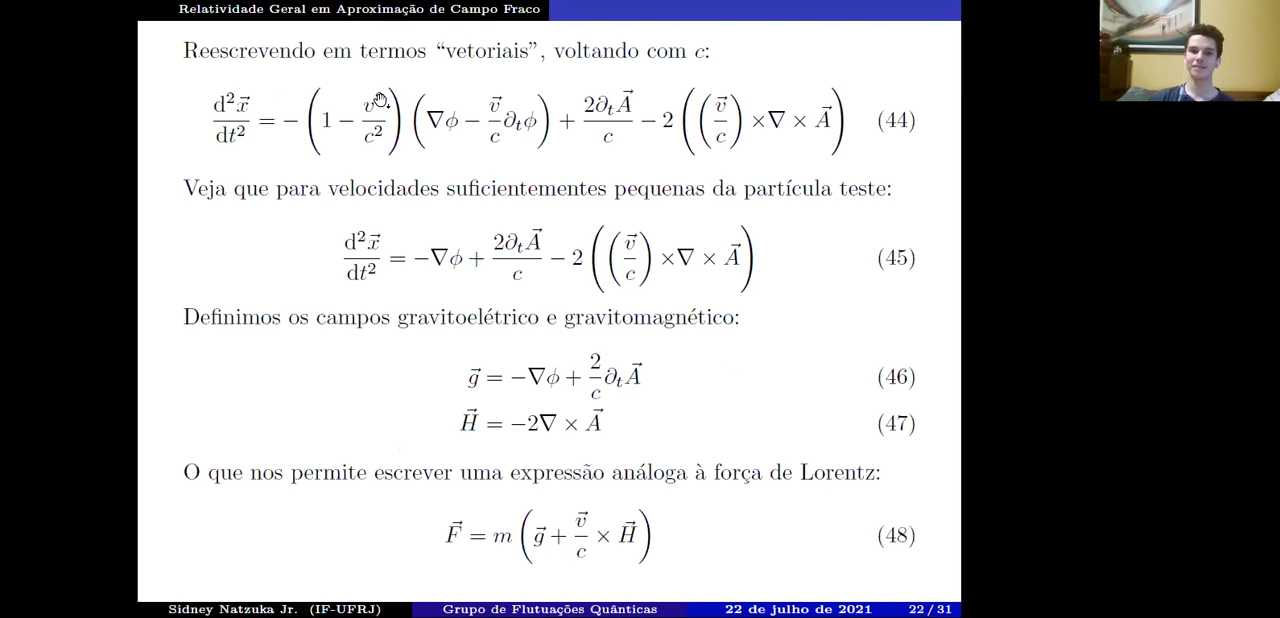 Relatividade Geral em Aproximação de Campo Fraco
Reescrevendo em termos “vetoriais”, voltando com c:
d²x⃗/dt² = −(1 − v²/c²)(∇ϕ − v⃗/c ∂ₜϕ) + 2∂ₜA⃗/c − 2((v⃗/c) ×∇ × A⃗) (44)
Veja que para velocidades suficientementes pequenas da partícula teste:
d²x⃗/dt² = −∇ϕ + 2∂ₜA⃗/c − 2((v⃗/c) ×∇ × A⃗) (45)
Definimos os campos gravitoelétrico e gravitomagnético:
g⃗ = −∇ϕ + 2/c ∂ₜA⃗ (46)
H⃗ = −2∇ × A⃗ (47)
O que nos permite escrever uma expressão análoga à força de Lorentz:
F⃗ = m(g⃗ + v⃗/c × H⃗) (48)
Sidney Natzuka Jr. (IF-UFRJ) Grupo de Flutuações Quânticas 22 de julho de 2021 22 / 31